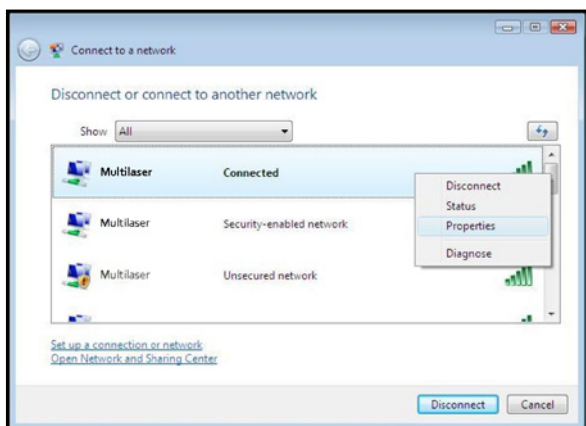 Connect to a network
Disconnect or connect to another network
Show All
Multilaser Connected
Disconnect
Status
Properties
Diagnose
Multilaser Security-enabled network
Multilaser Unsecured network
Set up a connection or network
Open Network and Sharing Center
Disconnect Cancel